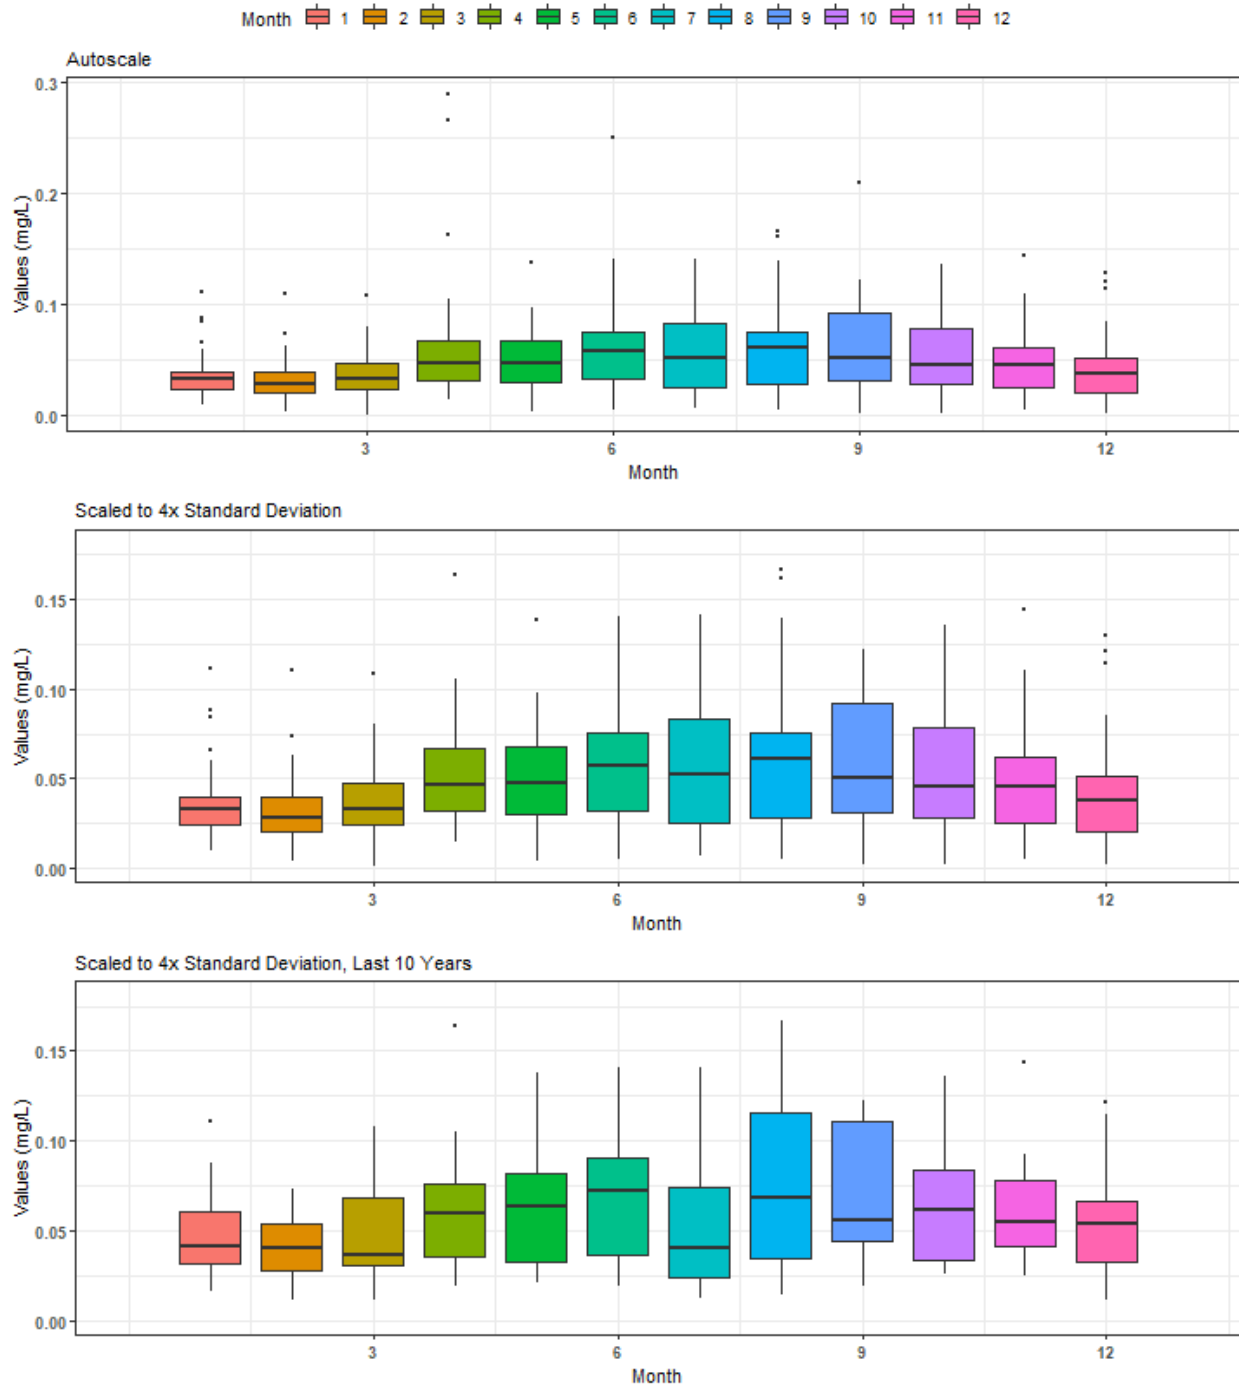 Month 1 2 3 4 5 6 7 8 9 10 11 12
Autoscale
Values (mg/L)
0.3
0.2
0.1
0.0
3 6 9 12
Month
Scaled to 4x Standard Deviation
Values (mg/L)
0.15
0.10
0.05
0.00
3 6 9 12
Month
Scaled to 4x Standard Deviation, Last 10 Years
Values (mg/L)
0.15
0.10
0.05
0.00
3 6 9 12
Month